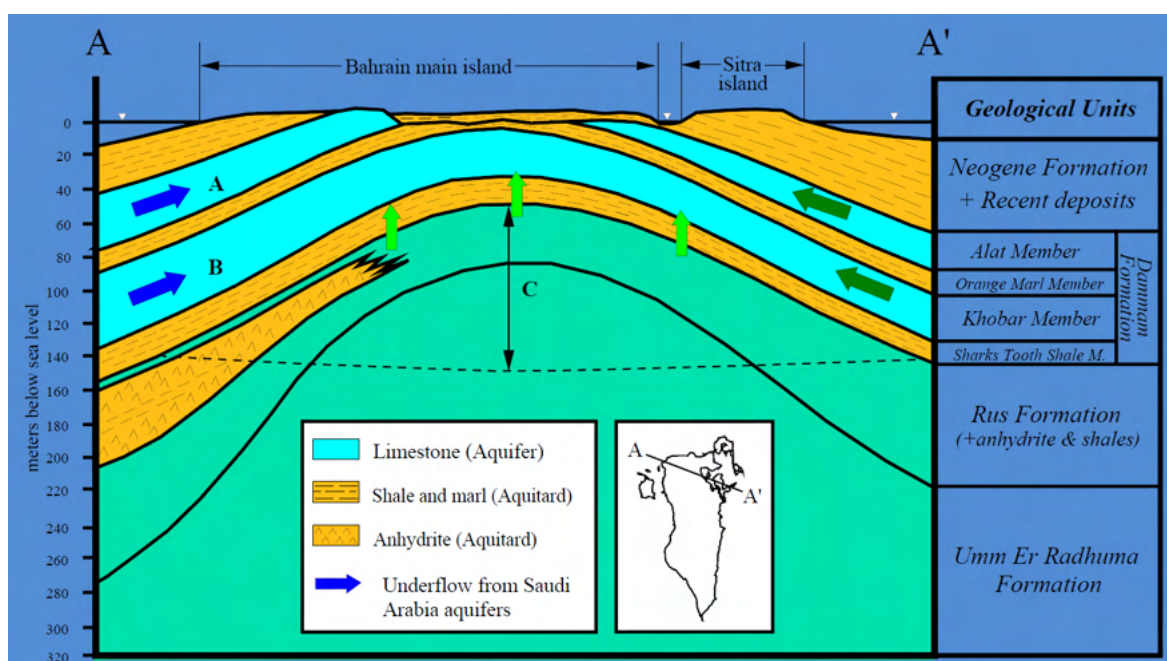 A
A'
Bahrain main island
Sitra
island
meters below sea level
0
20
40
60
80
100
120
140
160
180
200
220
240
260
280
300
320
A
B
C
Geological Units
Neogene Formation
+ Recent deposits
Alat Member
Orange Marl Member
Khobar Member
Sharks Tooth Shale M.
Dammam
Formation
Rus Formation
(+anhydrite & shales)
Umm Er Radhuma
Formation
Limestone (Aquifer)
Shale and marl (Aquitard)
Anhydrite (Aquitard)
Underflow from Saudi
Arabia aquifers
A
A'